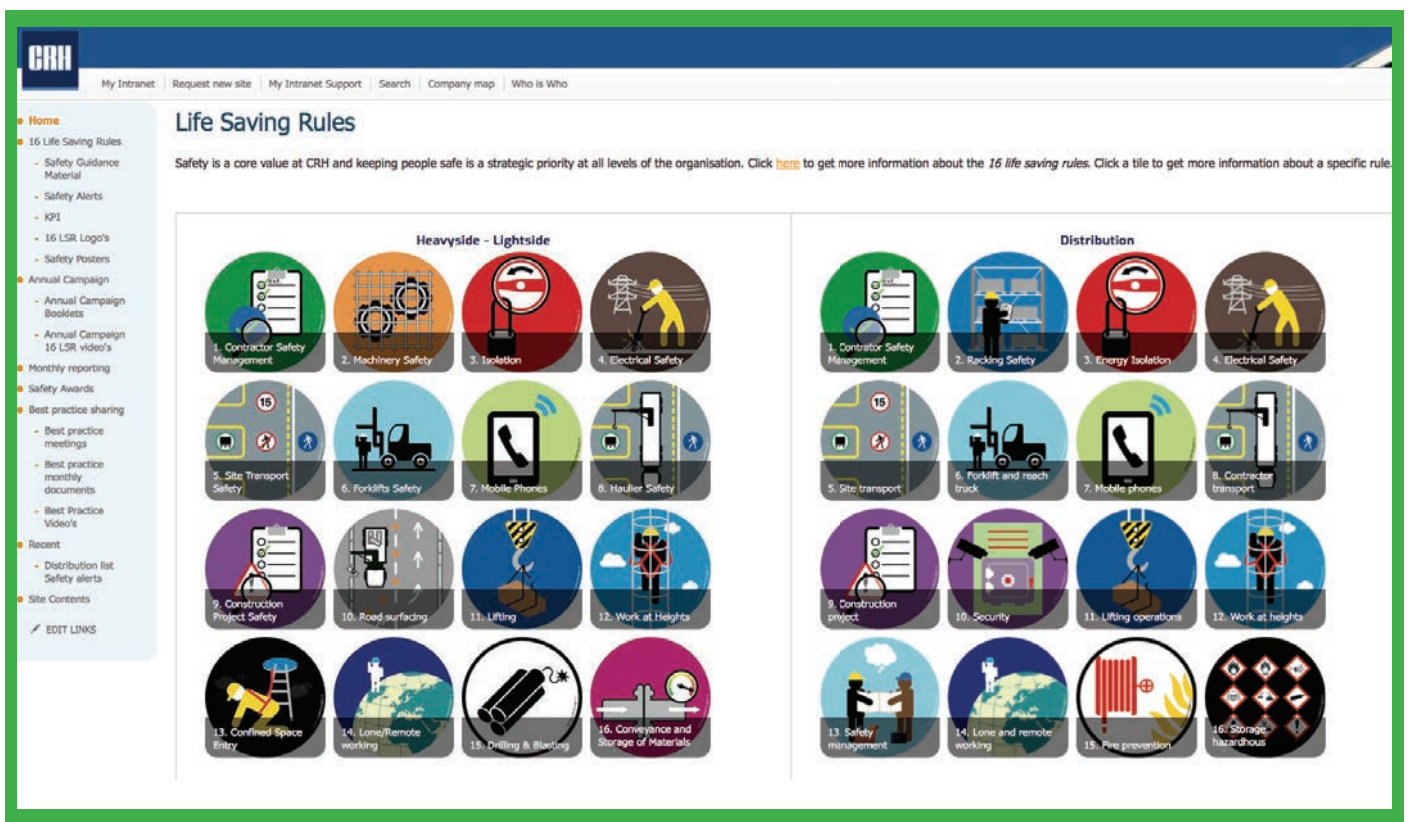 CRH
My Intranet | Request new site | My Intranet Support | Search | Company map | Who is Who
Home
16 Life Saving Rules
- Safety Guidance
Material
- Safety Alerts
- KPI
- 16 LSR Logo's
- Safety Posters
Annual Campaign
- Annual Campaign
Booklets
- Annual Campaign
16 LSR video's
Monthly reporting
Safety Awards
Best practice sharing
- Best practice
meetings
- Best practice
monthly
documents
- Best Practice
Video's
Recent
- Distribution list
Safety alerts
Site Contents
EDIT LINKS
Life Saving Rules
Safety is a core value at CRH and keeping people safe is a strategic priority at all levels of the organisation. Click here to get more information about the 16 life saving rules. Click a tile to get more information about a specific rule.
Heavyside - Lightside
1. Contractor Safety
Management
2. Machinery Safety
3. Isolation
4. Electrical Safety
15
5. Site Transport
Safety
6. Forklifts Safety
7. Mobile Phones
8. Haulier Safety
9. Construction
Project Safety
10. Road surfacing
11. Lifting
12. Work at Heights
13. Confined Space
Entry
14. Lone/Remote
working
15. Drilling & Blasting
16. Conveyance and
Storage of Materials
Distribution
1. Contrator Safety
Management
2. Racking Safety
3. Energy Isolation
4. Electrical Safety
15
5. Site transport
6. Forklift and reach
truck
7. Mobile phones
8. Contractor
transport
9. Construction
project
10. Security
11. Lifting operations
12. Work at heights
13. Safety
management
14. Lone and remote
working
15. Fire prevention
16. Storage
hazardhous